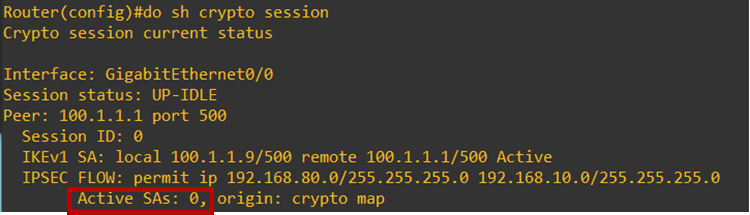 Router(config)#do sh crypto session
Crypto session current status
Interface: GigabitEthernet0/0
Session status: UP-IDLE
Peer: 100.1.1.1 port 500
Session ID: 0
IKEv1 SA: local 100.1.1.9/500 remote 100.1.1.1/500 Active
IPSEC FLOW: permit ip 192.168.80.0/255.255.255.0 192.168.10.0/255.255.255.0
Active SAs: 0, origin: crypto map